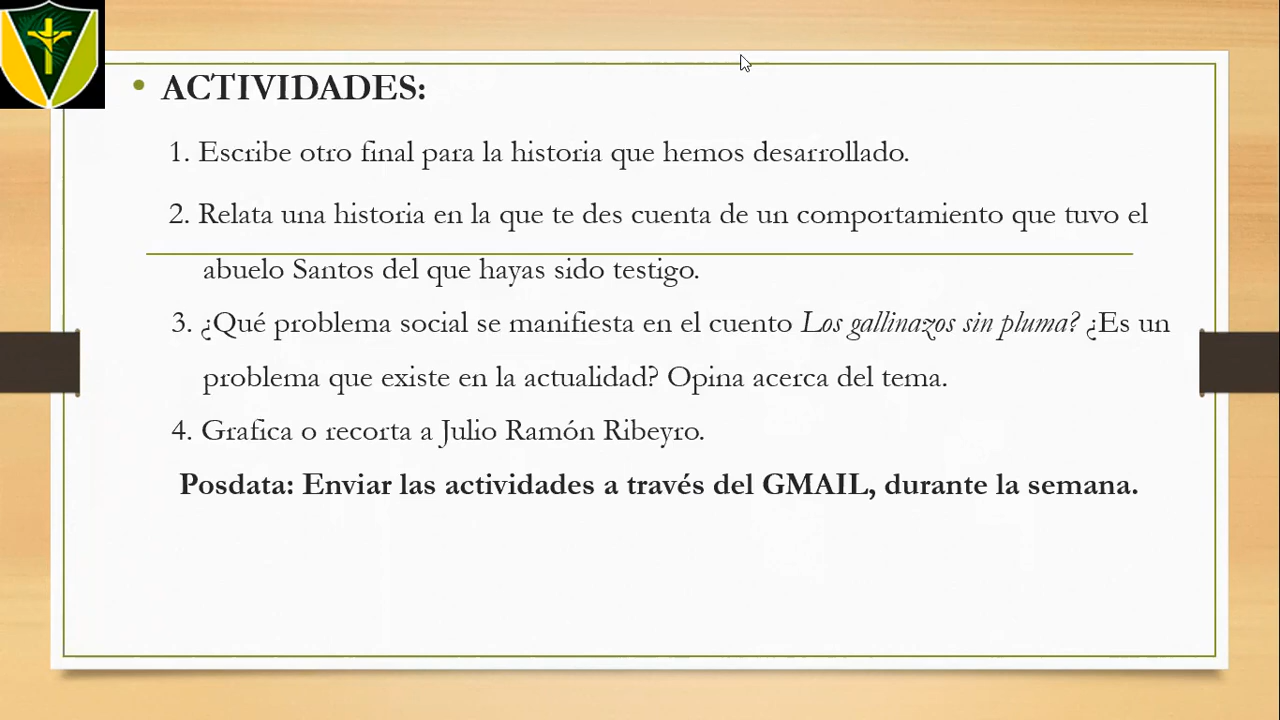 • ACTIVIDADES:
1. Escribe otro final para la historia que hemos desarrollado.
2. Relata una historia en la que te des cuenta de un comportamiento que tuvo el
abuelo Santos del que hayas sido testigo.
3. ¿Qué problema social se manifiesta en el cuento Los gallinazos sin pluma? ¿Es un
problema que existe en la actualidad? Opina acerca del tema.
4. Grafica o recorta a Julio Ramón Ribeyro.
Posdata: Enviar las actividades a través del GMAIL, durante la semana.